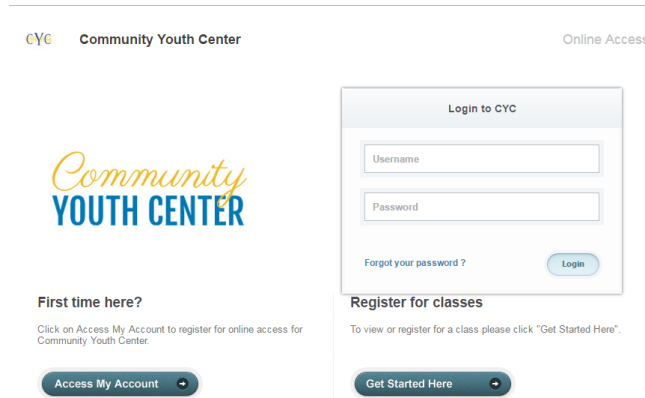 CYC Community Youth Center
Online Access
Login to CYC
Username
Password
Forgot your password ?
Login
Community
YOUTH CENTER
First time here?
Click on Access My Account to register for online access for
Community Youth Center.
Access My Account
Register for classes
To view or register for a class please click "Get Started Here".
Get Started Here